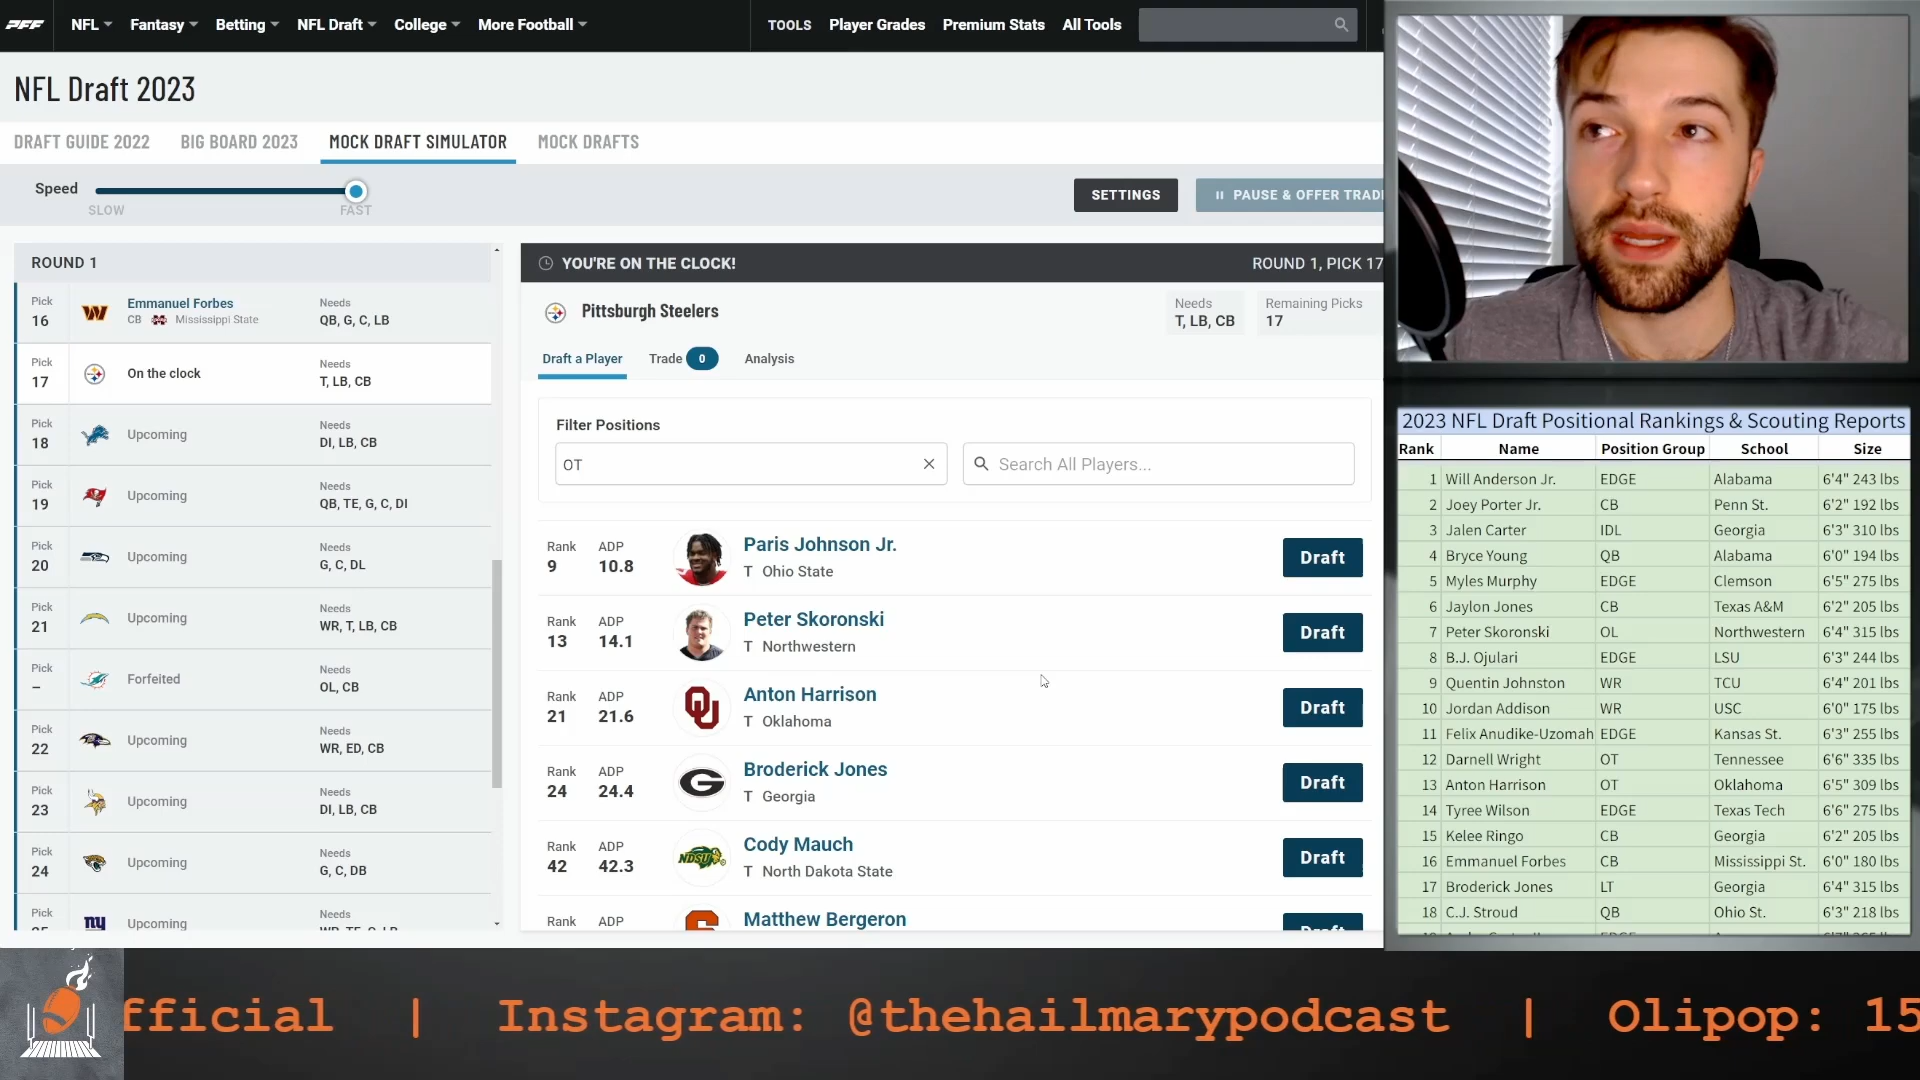 PFF
NFL
Fantasy
Betting
NFL Draft
College
More Football
TOOLS
Player Grades
Premium Stats
All Tools
NFL Draft 2023
DRAFT GUIDE 2022
BIG BOARD 2023
MOCK DRAFT SIMULATOR
MOCK DRAFTS
Speed
SLOW
FAST
SETTINGS
PAUSE & OFFER TRAD
ROUND 1
Pick 16 Emmanuel Forbes CB Mississippi State Needs QB, G, C, LB
Pick 17 On the clock Needs T, LB, CB
Pick 18 Upcoming Needs DI, LB, CB
Pick 19 Upcoming Needs QB, TE, G, C, DI
Pick 20 Upcoming Needs G, C, DL
Pick 21 Upcoming Needs WR, T, LB, CB
Pick – Forfeited Needs OL, CB
Pick 22 Upcoming Needs WR, ED, CB
Pick 23 Upcoming Needs DI, LB, CB
Pick 24 Upcoming Needs G, C, DB
Pick Upcoming Needs
YOU'RE ON THE CLOCK!
ROUND 1, PICK 17
Pittsburgh Steelers
Needs
T, LB, CB
Remaining Picks
17
Draft a Player
Trade 0
Analysis
Filter Positions
OT
Search All Players...
Rank 9 ADP 10.8 Paris Johnson Jr. T Ohio State Draft
Rank 13 ADP 14.1 Peter Skoronski T Northwestern Draft
Rank 21 ADP 21.6 OU Anton Harrison T Oklahoma Draft
Rank 24 ADP 24.4 G Broderick Jones T Georgia Draft
Rank 42 ADP 42.3 NDSU Cody Mauch T North Dakota State Draft
Rank ADP Matthew Bergeron Draft
2023 NFL Draft Positional Rankings & Scouting Reports
Rank Name Position Group School Size
1 Will Anderson Jr. EDGE Alabama 6'4" 243 lbs
2 Joey Porter Jr. CB Penn St. 6'2" 192 lbs
3 Jalen Carter IDL Georgia 6'3" 310 lbs
4 Bryce Young QB Alabama 6'0" 194 lbs
5 Myles Murphy EDGE Clemson 6'5" 275 lbs
6 Jaylon Jones CB Texas A&M 6'2" 205 lbs
7 Peter Skoronski OL Northwestern 6'4" 315 lbs
8 B.J. Ojulari EDGE LSU 6'3" 244 lbs
9 Quentin Johnston WR TCU 6'4" 201 lbs
10 Jordan Addison WR USC 6'0" 175 lbs
11 Felix Anudike-Uzomah EDGE Kansas St. 6'3" 255 lbs
12 Darnell Wright OT Tennessee 6'6" 335 lbs
13 Anton Harrison OT Oklahoma 6'5" 309 lbs
14 Tyree Wilson EDGE Texas Tech 6'6" 275 lbs
15 Kelee Ringo CB Georgia 6'2" 205 lbs
16 Emmanuel Forbes CB Mississippi St. 6'0" 180 lbs
17 Broderick Jones LT Georgia 6'4" 315 lbs
18 C.J. Stroud QB Ohio St. 6'3" 218 lbs
fficial | Instagram: @thehailmarypodcast | Olipop: 15